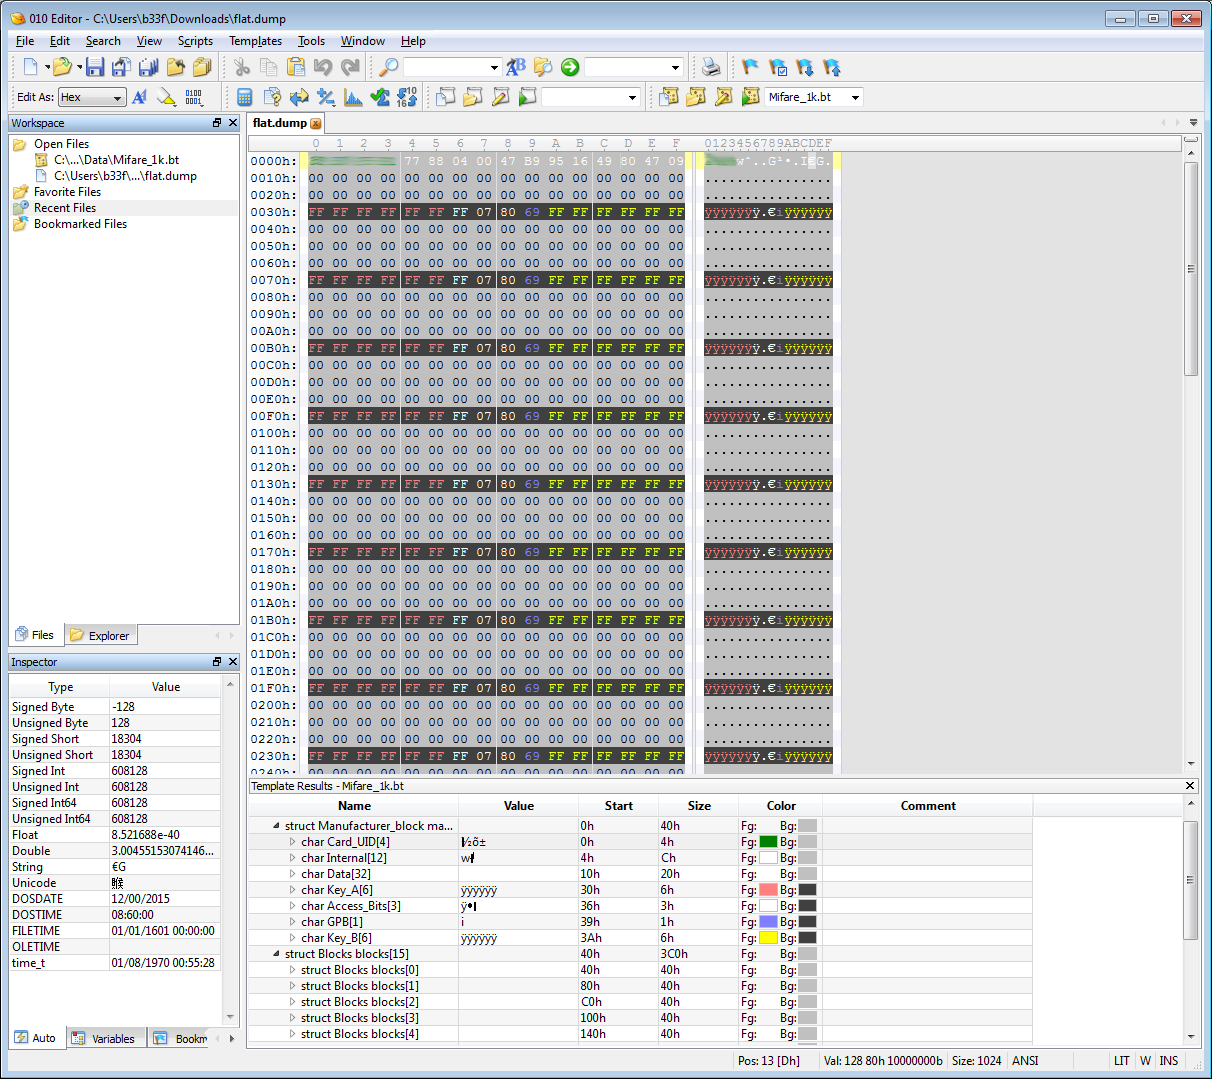 010 Editor - C:\Users\b33f\Downloads\flat.dump
File Edit Search View Scripts Templates Tools Window Help
Edit As: Hex Mifare_1k.bt
Workspace
Open Files
C:\...\Data\Mifare_1k.bt
C:\Users\b33f\...\flat.dump
Favorite Files
Recent Files
Bookmarked Files
Files Explorer
Inspector
Type Value
Signed Byte -128
Unsigned Byte 128
Signed Short 18304
Unsigned Short 18304
Signed Int 608128
Unsigned Int 608128
Signed Int64 608128
Unsigned Int64 608128
Float 8.521688e-40
Double 3.00455153074146...
String €G
Unicode
DOSDATE 12/00/2015
DOSTIME 08:60:00
FILETIME 01/01/1601 00:00:00
OLETIME
time_t 01/08/1970 00:55:28
Auto Variables Bookm
flat.dump
0 1 2 3 4 5 6 7 8 9 A B C D E F 0123456789ABCDEF
0000h: 77 88 04 00 47 B9 95 16 49 80 47 09 wˆ..G¹•.I€G.
0010h: 00 00 00 00 00 00 00 00 00 00 00 00 00 00 00 00 ................
0020h: 00 00 00 00 00 00 00 00 00 00 00 00 00 00 00 00 ................
0030h: FF FF FF FF FF FF FF 07 80 69 FF FF FF FF FF FF ÿÿÿÿÿÿÿ.€iÿÿÿÿÿÿ
0040h: 00 00 00 00 00 00 00 00 00 00 00 00 00 00 00 00 ................
0050h: 00 00 00 00 00 00 00 00 00 00 00 00 00 00 00 00 ................
0060h: 00 00 00 00 00 00 00 00 00 00 00 00 00 00 00 00 ................
0070h: FF FF FF FF FF FF FF 07 80 69 FF FF FF FF FF FF ÿÿÿÿÿÿÿ.€iÿÿÿÿÿÿ
0080h: 00 00 00 00 00 00 00 00 00 00 00 00 00 00 00 00 ................
0090h: 00 00 00 00 00 00 00 00 00 00 00 00 00 00 00 00 ................
00A0h: 00 00 00 00 00 00 00 00 00 00 00 00 00 00 00 00 ................
00B0h: FF FF FF FF FF FF FF 07 80 69 FF FF FF FF FF FF ÿÿÿÿÿÿÿ.€iÿÿÿÿÿÿ
00C0h: 00 00 00 00 00 00 00 00 00 00 00 00 00 00 00 00 ................
00D0h: 00 00 00 00 00 00 00 00 00 00 00 00 00 00 00 00 ................
00E0h: 00 00 00 00 00 00 00 00 00 00 00 00 00 00 00 00 ................
00F0h: FF FF FF FF FF FF FF 07 80 69 FF FF FF FF FF FF ÿÿÿÿÿÿÿ.€iÿÿÿÿÿÿ
0100h: 00 00 00 00 00 00 00 00 00 00 00 00 00 00 00 00 ................
0110h: 00 00 00 00 00 00 00 00 00 00 00 00 00 00 00 00 ................
0120h: 00 00 00 00 00 00 00 00 00 00 00 00 00 00 00 00 ................
0130h: FF FF FF FF FF FF FF 07 80 69 FF FF FF FF FF FF ÿÿÿÿÿÿÿ.€iÿÿÿÿÿÿ
0140h: 00 00 00 00 00 00 00 00 00 00 00 00 00 00 00 00 ................
0150h: 00 00 00 00 00 00 00 00 00 00 00 00 00 00 00 00 ................
0160h: 00 00 00 00 00 00 00 00 00 00 00 00 00 00 00 00 ................
0170h: FF FF FF FF FF FF FF 07 80 69 FF FF FF FF FF FF ÿÿÿÿÿÿÿ.€iÿÿÿÿÿÿ
0180h: 00 00 00 00 00 00 00 00 00 00 00 00 00 00 00 00 ................
0190h: 00 00 00 00 00 00 00 00 00 00 00 00 00 00 00 00 ................
01A0h: 00 00 00 00 00 00 00 00 00 00 00 00 00 00 00 00 ................
01B0h: FF FF FF FF FF FF FF 07 80 69 FF FF FF FF FF FF ÿÿÿÿÿÿÿ.€iÿÿÿÿÿÿ
01C0h: 00 00 00 00 00 00 00 00 00 00 00 00 00 00 00 00 ................
01D0h: 00 00 00 00 00 00 00 00 00 00 00 00 00 00 00 00 ................
01E0h: 00 00 00 00 00 00 00 00 00 00 00 00 00 00 00 00 ................
01F0h: FF FF FF FF FF FF FF 07 80 69 FF FF FF FF FF FF ÿÿÿÿÿÿÿ.€iÿÿÿÿÿÿ
0200h: 00 00 00 00 00 00 00 00 00 00 00 00 00 00 00 00 ................
0210h: 00 00 00 00 00 00 00 00 00 00 00 00 00 00 00 00 ................
0220h: 00 00 00 00 00 00 00 00 00 00 00 00 00 00 00 00 ................
0230h: FF FF FF FF FF FF FF 07 80 69 FF FF FF FF FF FF ÿÿÿÿÿÿÿ.€iÿÿÿÿÿÿ
0240h: 00 00 00 00 00 00 00 00 00 00 00 00 00 00 00 00 ................
Template Results - Mifare_1k.bt
Name Value Start Size Color Comment
struct Manufacturer_block ma... 0h 40h Fg: Bg:
char Card_UID[4] ½õ± 0h 4h Fg: Bg:
char Internal[12] w 4h Ch Fg: Bg:
char Data[32] 10h 20h Fg: Bg:
char Key_A[6] ÿÿÿÿÿÿ 30h 6h Fg: Bg:
char Access_Bits[3] ÿ• 36h 3h Fg: Bg:
char GPB[1] i 39h 1h Fg: Bg:
char Key_B[6] ÿÿÿÿÿÿ 3Ah 6h Fg: Bg:
struct Blocks blocks[15] 40h 3C0h Fg: Bg:
struct Blocks blocks[0] 40h 40h Fg: Bg:
struct Blocks blocks[1] 80h 40h Fg: Bg:
struct Blocks blocks[2] C0h 40h Fg: Bg:
struct Blocks blocks[3] 100h 40h Fg: Bg:
struct Blocks blocks[4] 140h 40h Fg: Bg:
Pos: 13 [Dh] Val: 128 80h 10000000b Size: 1024 ANSI LIT W INS